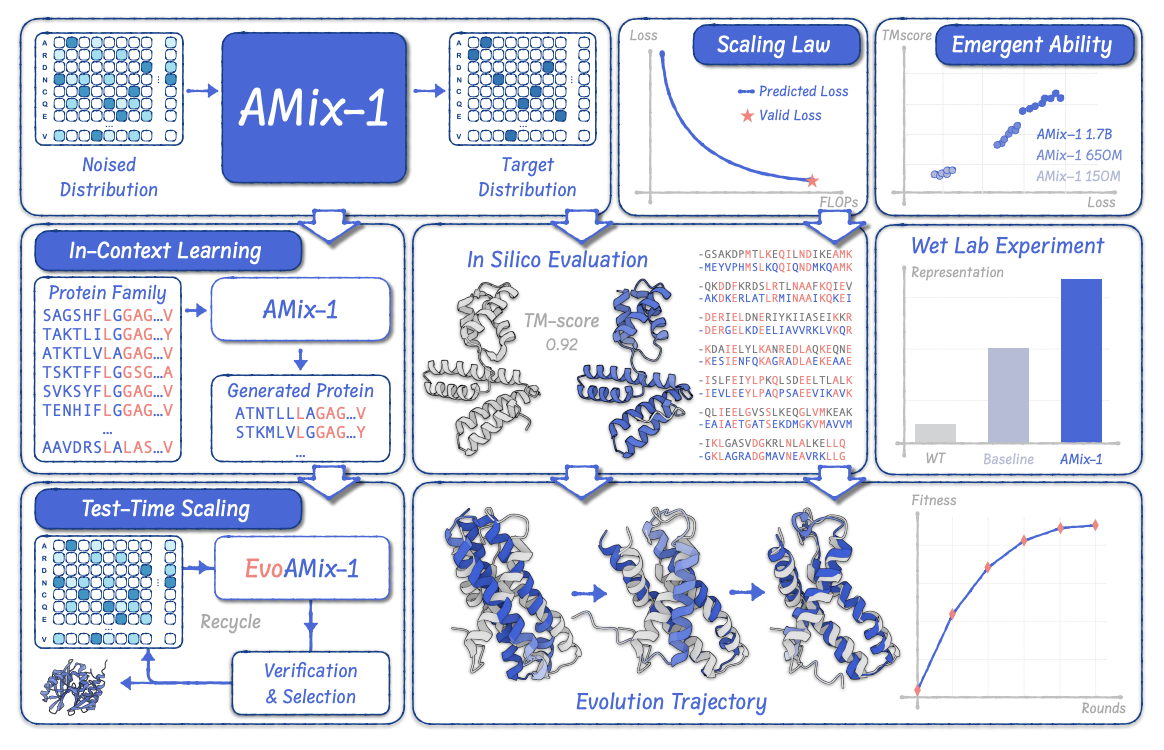 A
R
D
N
C
Q
E
...
V
Noised
Distribution
AMix-1
A
R
D
N
C
Q
E
...
V
Target
Distribution
Scaling Law
Loss
Predicted Loss
Valid Loss
FLOPs
Emergent Ability
TMscore
AMix-1 1.7B
AMix-1 650M
AMix-1 150M
Loss
In-Context Learning
Protein Family
SAGSHFLGGAG...V
TAKTLILGGAG...Y
ATKTLVLAGAG...V
TSKTFFLGGSG...A
SVKSYFLGGAG...V
TENHIFLGGAG...V
...
AAVDRSLALAS...V
AMix-1
Generated Protein
ATNTLLLAGAG...V
STKMLVLGGAG...Y
...
In Silico Evaluation
TM-score
0.92
-GSAKDPMTLKEQILNDIKEAMK
-MEYVPHMSLKQQIQNDMKQAMK
-QKDDFKRDSLRTLNAAFKQIEV
-AKDKERLATLRMINAAIKQKEI
-DERIELDNERIYKIIASEIKKR
-DERGELKDEELIAVVRKLVKQR
-KDAIELYLKANREDLAQKEQNE
-KESIENFQKAGRADLAEKEAAE
-ISLFEIYLPKQLSDEELTLALK
-IEVLEEYLPAQPSAEEVIKAVK
-QLIEELGVSSLKEQGLVMKEAK
-EAIAETGATSEKDMGKVMAVVM
-IKLGASVDGKRLNLALKELLQ
-GKLAGRADGMAVNEAVRKLLG
Wet Lab Experiment
Representation
WT
Baseline
AMix-1
Test-Time Scaling
A
R
D
N
C
Q
E
...
V
EvoAMix-1
Recycle
Verification
& Selection
Evolution Trajectory
Fitness
Rounds